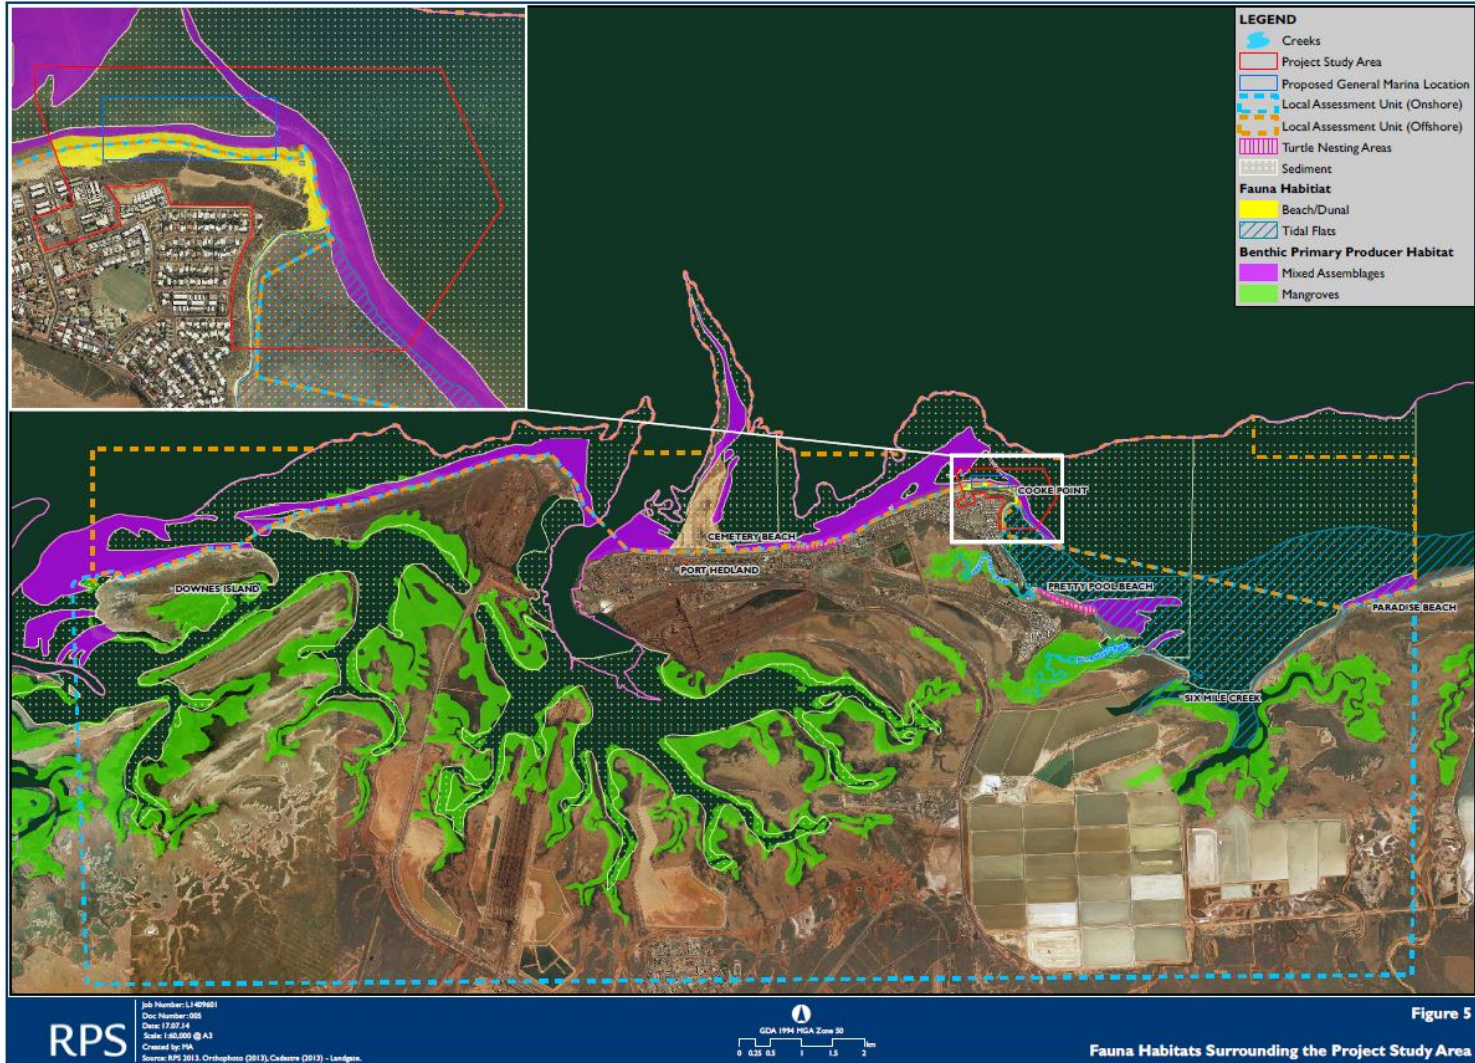 LEGEND
Creeks
Project Study Area
Proposed General Marina Location
Local Assessment Unit (Onshore)
Local Assessment Unit (Offshore)
Turtle Nesting Areas
Sediment
Fauna Habitiat
Beach/Dunal
Tidal Flats
Benthic Primary Producer Habitat
Mixed Assemblages
Mangroves
COOKE POINT
CEMETERY BEACH
PORT HEDLAND
DOWNES ISLAND
PRETTY POOL BEACH
PARADISE BEACH
SIX MILE CREEK
RPS
Job Number: L1409601
Doc Number: 005
Date: 17.07.14
Scale: 1:60,000 @ A3
Created by: MA
Source: RPS 2013. Orthophoto (2013), Cadastre (2013) - Landgate.
GDA 1994 MGA Zone 50
0 0.25 0.5 1 1.5 2 km
Figure 5
Fauna Habitats Surrounding the Project Study Area